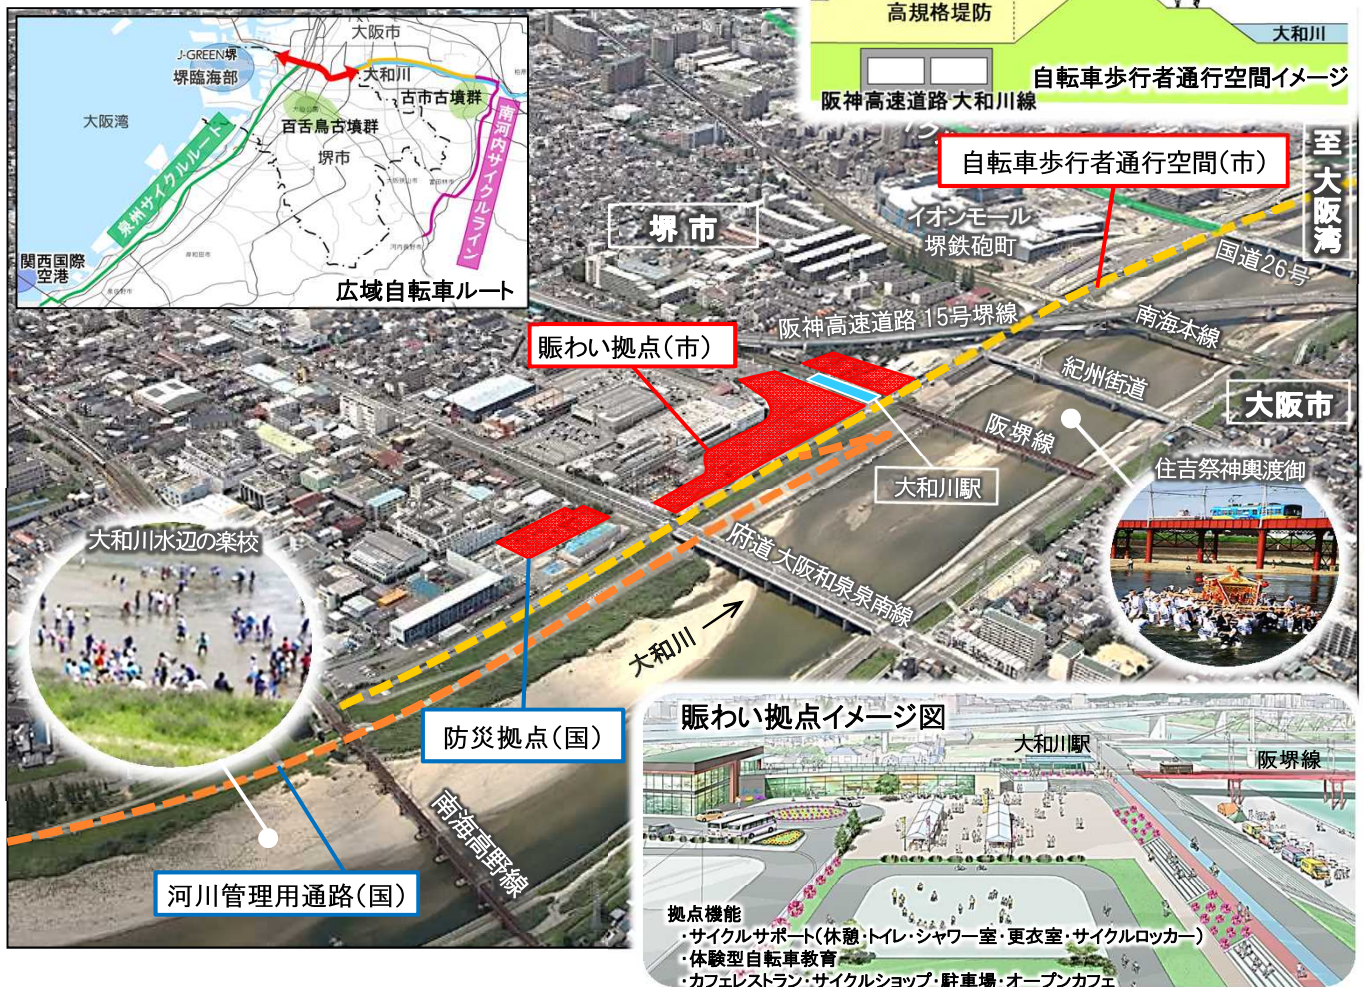 大阪市
J-GREEN堺
堺臨海部
大和川
古市古墳群
大阪湾
百舌鳥古墳群
堺市
南河内サイクルライン
泉州サイクルルート
関西国際
空港
広域自転車ルート
高規格堤防
大和川
阪神高速道路 大和川線
自転車歩行者通行空間イメージ
至 大阪湾
自転車歩行者通行空間(市)
堺 市
イオンモール
堺鉄砲町
国道26号
阪神高速道路 15号堺線
南海本線
賑わい拠点(市)
紀州街道
大阪市
阪堺線
大和川駅
住吉祭神輿渡御
大和川水辺の楽校
府道 大阪和泉泉南線
大和川
防災拠点(国)
南海高野線
河川管理用通路(国)
賑わい拠点イメージ図
大和川駅
阪堺線
拠点機能
・サイクルサポート(休憩・トイレ・シャワー室・更衣室・サイクルロッカー)
・体験型自転車教育
・カフェレストラン・サイクルショップ・駐車場・オープンカフェ